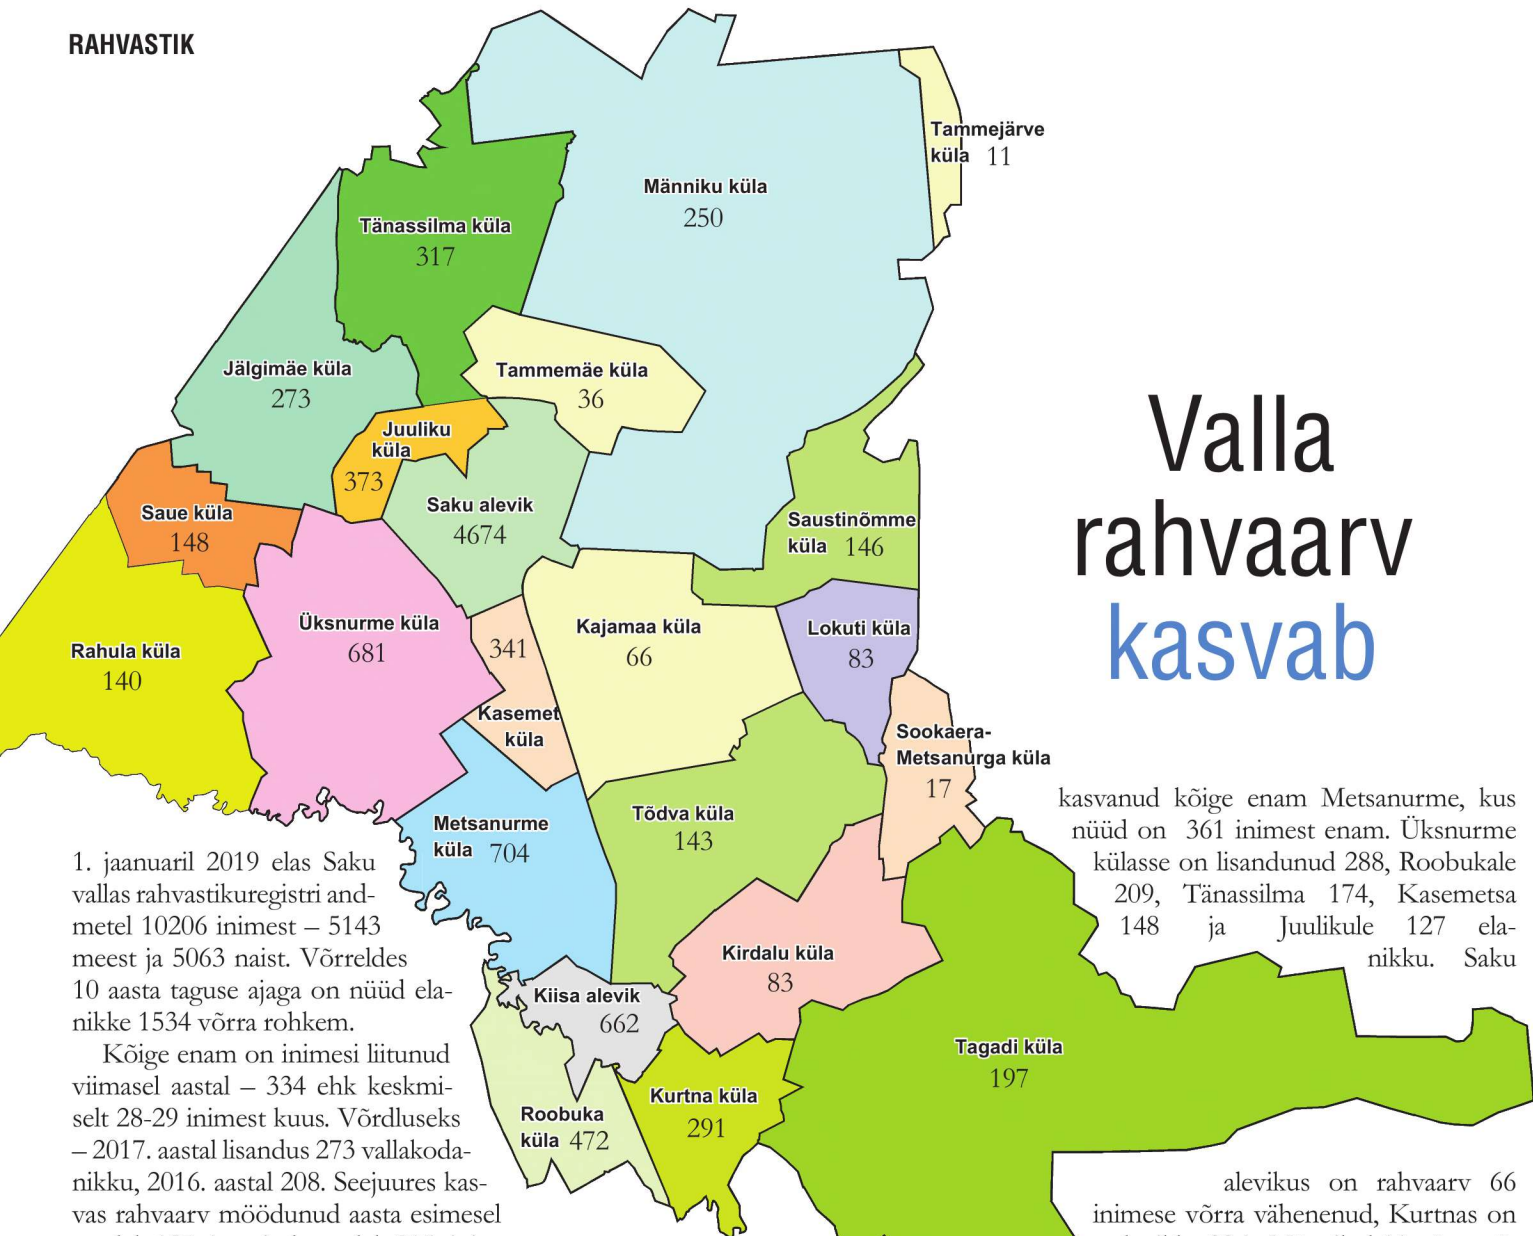 RAHVASTIK
Tammejärve
küla 11
Männiku küla
250
Tänassilma küla
317
Jälgimäe küla
273
Tammemäe küla
36
Juuliku
küla
373
Saku alevik
4674
Saue küla
148
Saustinõmme
küla 146
Üksnurme küla
681
341
Kasemet
küla
Kajamaa küla
66
Lokuti küla
83
Rahula küla
140
Sookaera-
Metsanurga küla
17
Metsanurme
küla 704
Tõdva küla
143
Kirdalu küla
83
Kiisa alevik
662
Tagadi küla
197
Kurtna küla
291
Roobuka
küla 472
Valla
rahvaarv
kasvab
1. jaanuaril 2019 elas Saku
vallas rahvastikuregistri and-
metel 10206 inimest – 5143
meest ja 5063 naist. Võrreldes
10 aasta taguse ajaga on nüüd ela-
nikke 1534 võrra rohkem.
Kõige enam on inimesi liitunud
viimasel aastal – 334 ehk keskmi-
selt 28-29 inimest kuus. Võrdluseks
– 2017. aastal lisandus 273 vallakoda-
nikku, 2016. aastal 208. Seejuures kas-
vas rahvaarv möödunud aasta esimesel
kasvanud kõige enam Metsanurme, kus
nüüd on 361 inimest enam. Üksnurme
külasse on lisandunud 288, Roobukale
209, Tänassilma 174, Kasemetsa
148 ja Juulikule 127 ela-
nikku. Saku
alevikus on rahvaarv 66
inimese võrra vähenenud, Kurtnas on